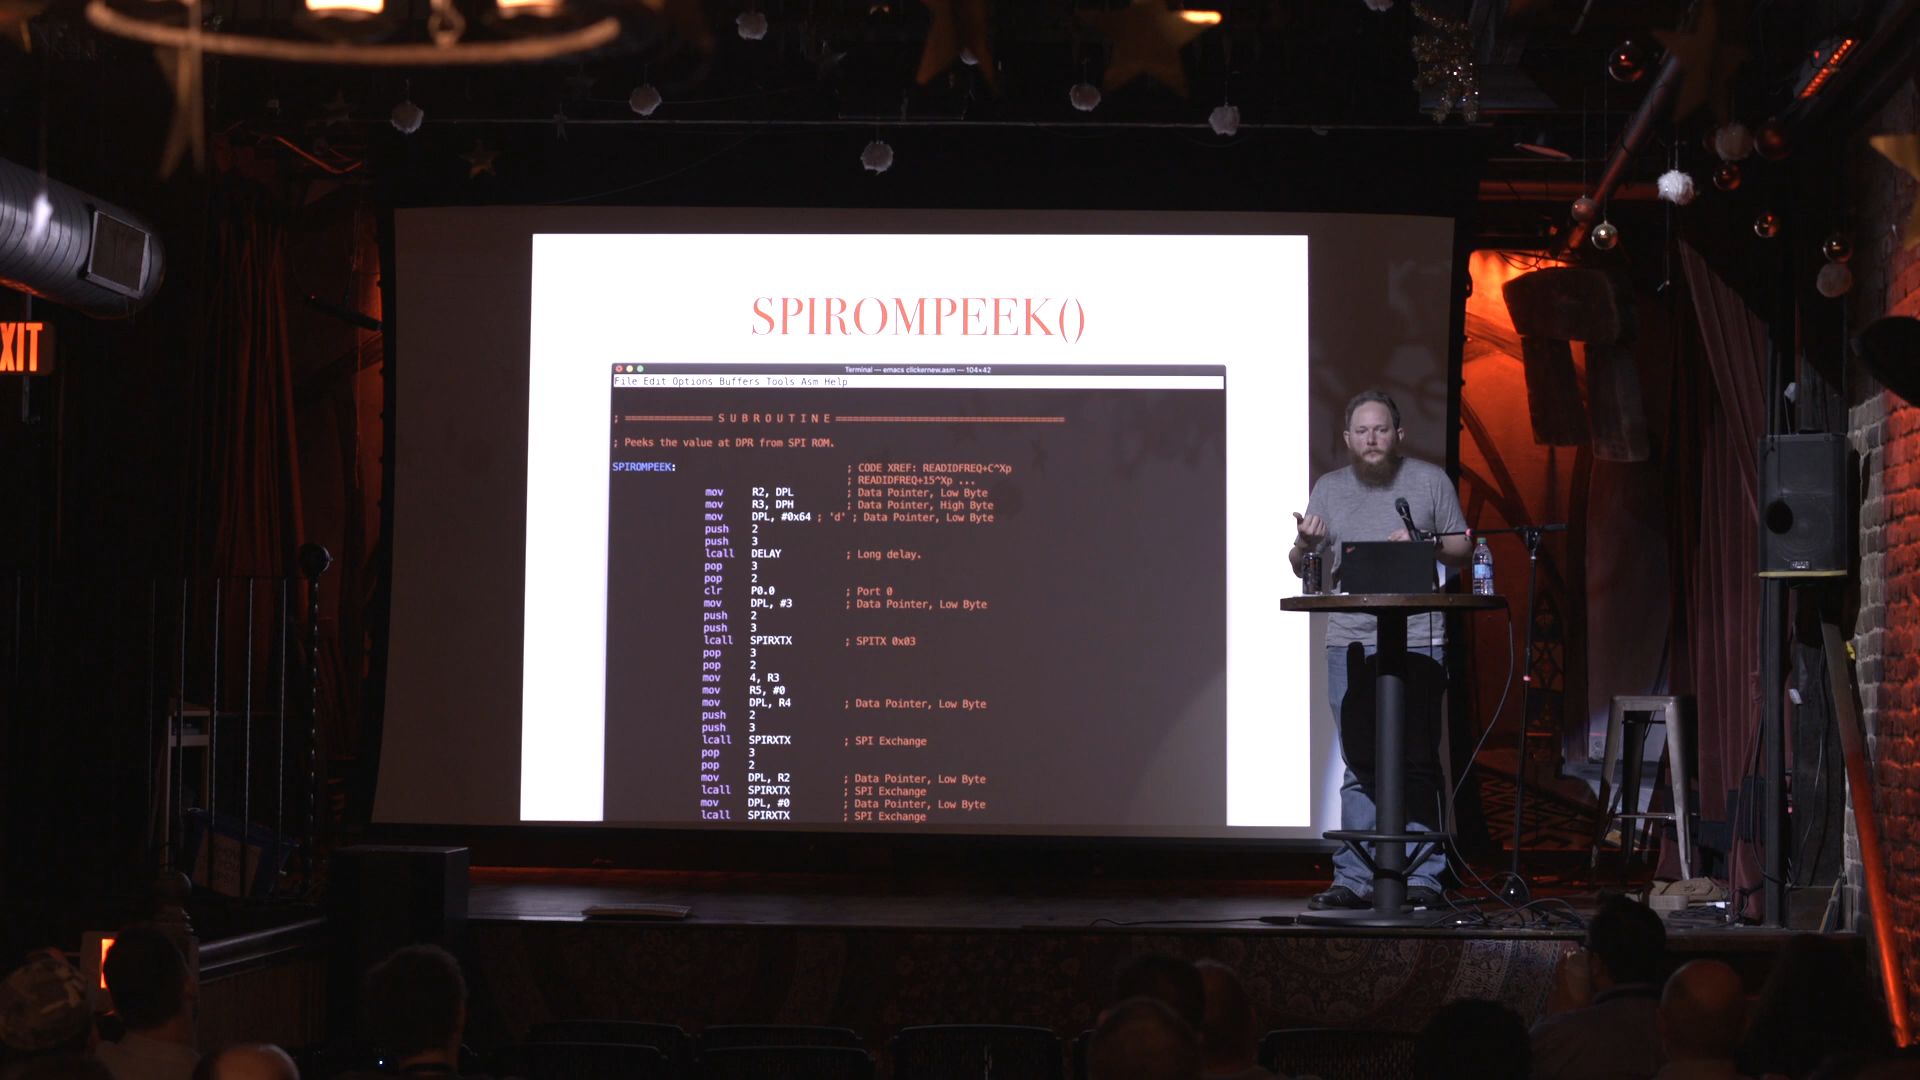 XIT
SPIROMPEEK()
Terminal — emacs clickernew.asm — 104×42
File Edit Options Buffers Tools Asm Help
; =============== S U B R O U T I N E =======================================
; Peeks the value at DPR from SPI ROM.
SPIROMPEEK: ; CODE XREF: READIDFREQ+C^Xp
; READIDFREQ+15^Xp ...
mov R2, DPL ; Data Pointer, Low Byte
mov R3, DPH ; Data Pointer, High Byte
mov DPL, #0x64 ; 'd' ; Data Pointer, Low Byte
push 2
push 3
lcall DELAY ; Long delay.
pop 3
pop 2
clr P0.0 ; Port 0
mov DPL, #3 ; Data Pointer, Low Byte
push 2
push 3
lcall SPIRXTX ; SPITX 0x03
pop 3
pop 2
mov 4, R3
mov R5, #0
mov DPL, R4 ; Data Pointer, Low Byte
push 2
push 3
lcall SPIRXTX ; SPI Exchange
pop 3
pop 2
mov DPL, R2 ; Data Pointer, Low Byte
lcall SPIRXTX ; SPI Exchange
mov DPL, #0 ; Data Pointer, Low Byte
lcall SPIRXTX ; SPI Exchange